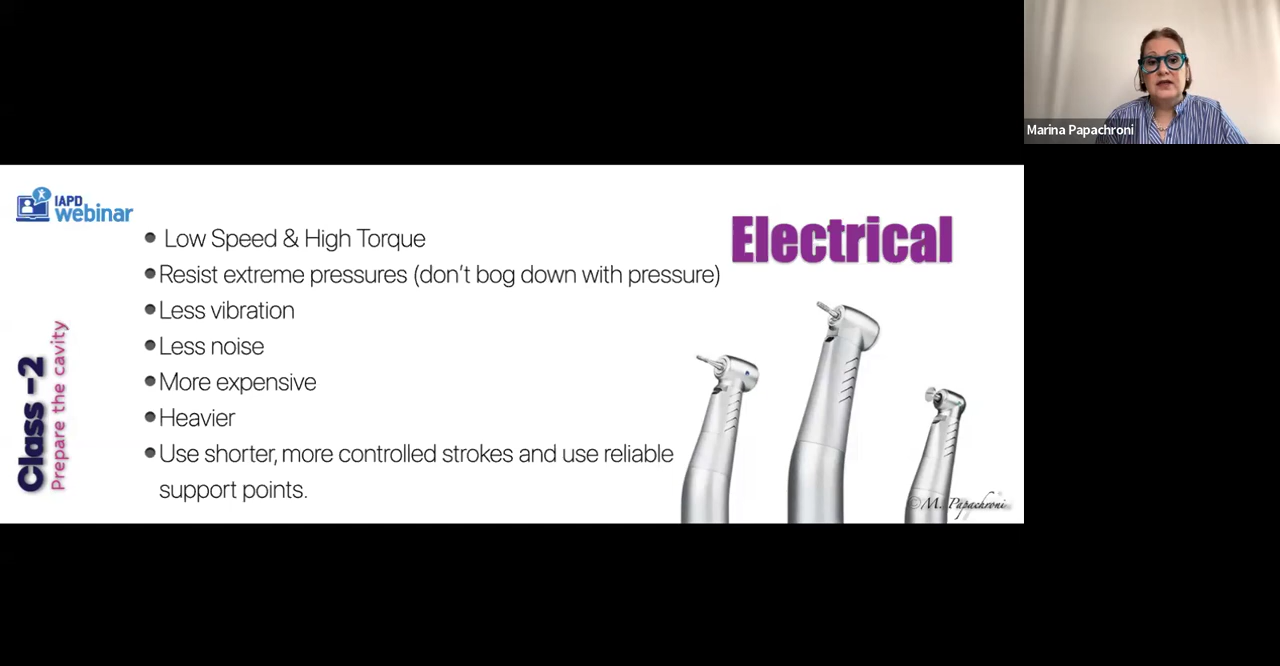 Marina Papachroni
IAPD
webinar
Electrical
• Low Speed & High Torque
• Resist extreme pressures (don’t bog down with pressure)
• Less vibration
• Less noise
• More expensive
• Heavier
• Use shorter, more controlled strokes and use reliable
support points.
Class -2
Prepare the cavity
©M. Papachroni